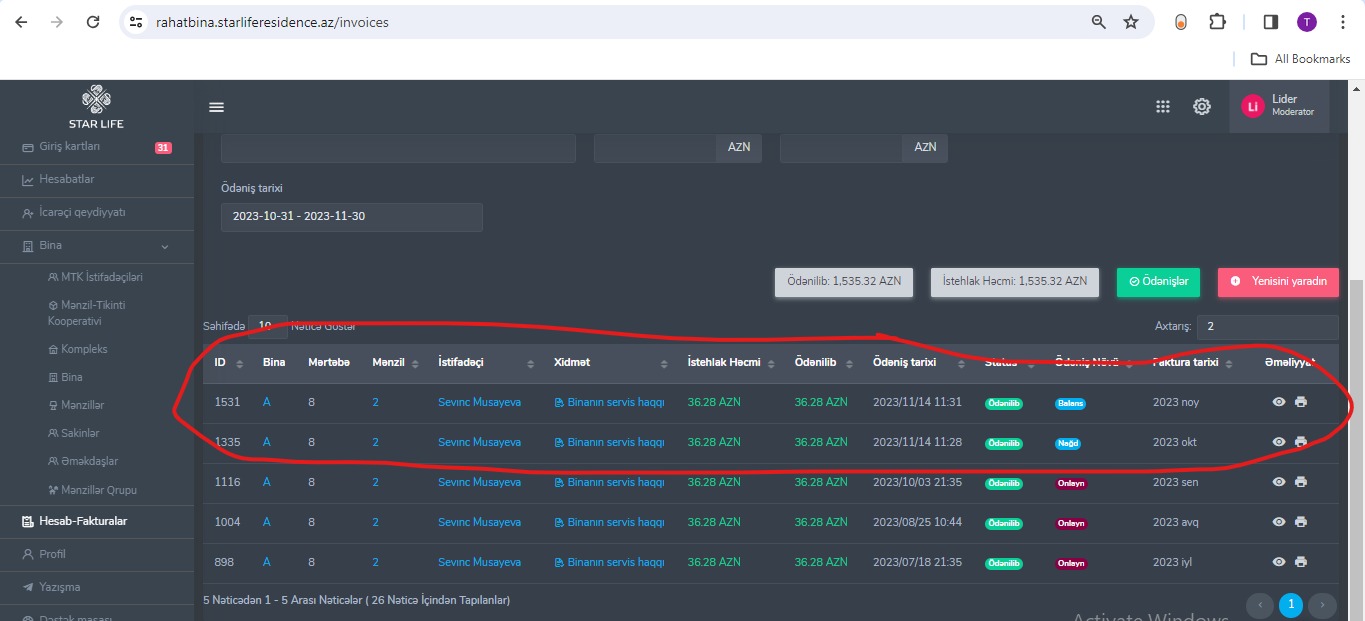 rahatbina.starliferesidence.az/invoices
T
All Bookmarks
STAR LIFE
Li
Lider
Moderator
Giriş kartları 31
Hesabatlar
İcarəçi qeydiyyatı
Bina
MTK İstifadəçiləri
Mənzil-Tikinti
Kooperativi
Kompleks
Bina
Mənzillər
Sakinlər
Əməkdaşlar
Mənzillər Qrupu
Hesab-Fakturalar
Profil
Yazışma
Dəstək masası
AZN
AZN
Ödəniş tarixi
2023-10-31 - 2023-11-30
Ödənilib: 1,535.32 AZN
İstehlak Həcmi: 1,535.32 AZN
Ödənişlər
Yenisini yaradın
Səhifədə 10 Nəticə Göstər
Axtarış: 2
ID Bina Mərtəbə Mənzil İstifadəçi Xidmət İstehlak Həcmi Ödənilib Ödəniş tarixi Status Ödəniş Növü Faktura tarixi Əməliyyat
1531 A 8 2 Sevinc Musayeva Binanın servis haqqı 36.28 AZN 36.28 AZN 2023/11/14 11:31 Ödənilib Balans 2023 noy
1335 A 8 2 Sevinc Musayeva Binanın servis haqqı 36.28 AZN 36.28 AZN 2023/11/14 11:28 Ödənilib Nağd 2023 okt
1116 A 8 2 Sevinc Musayeva Binanın servis haqqı 36.28 AZN 36.28 AZN 2023/10/03 21:35 Ödənilib Onlayn 2023 sen
1004 A 8 2 Sevinc Musayeva Binanın servis haqqı 36.28 AZN 36.28 AZN 2023/08/25 10:44 Ödənilib Onlayn 2023 avq
898 A 8 2 Sevinc Musayeva Binanın servis haqqı 36.28 AZN 36.28 AZN 2023/07/18 21:35 Ödənilib Onlayn 2023 iyl
5 Nəticədən 1 - 5 Arası Nəticələr ( 26 Nəticə İçindən Tapılanlar)
1
Activate Windows